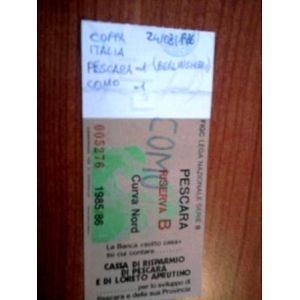 COPPA
ITALIA
24/08/1986
PESCARA -1 (BERLINGHIERI)
COMO -1
COMO
005276
1985/86
Curva Nord
RISERVA B
PESCARA
FIGC LEGA NAZIONALE SERIE B
La Banca «sotto casa»
su cui contare
CASSA DI RISPARMIO
DI PESCARA
E DI LORETO APRUTINO
per lo sviluppo di
Pescara e della sua Provincia